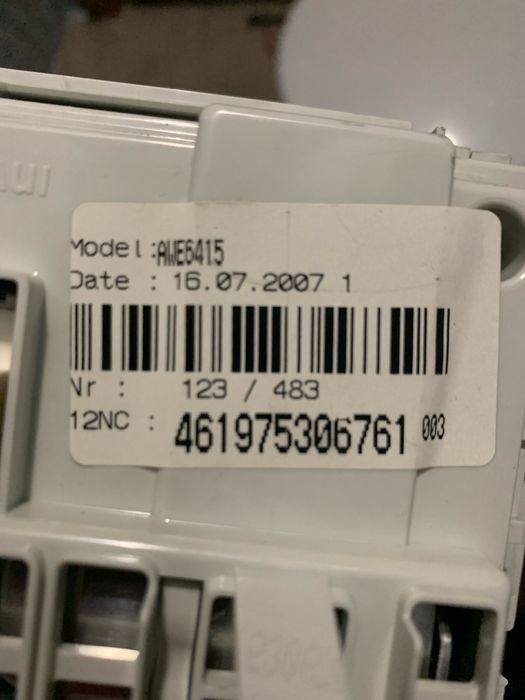 Model :AWE6415
Date : 16.07.2007 1
Nr : 123 / 483
12NC : 461975306761 003